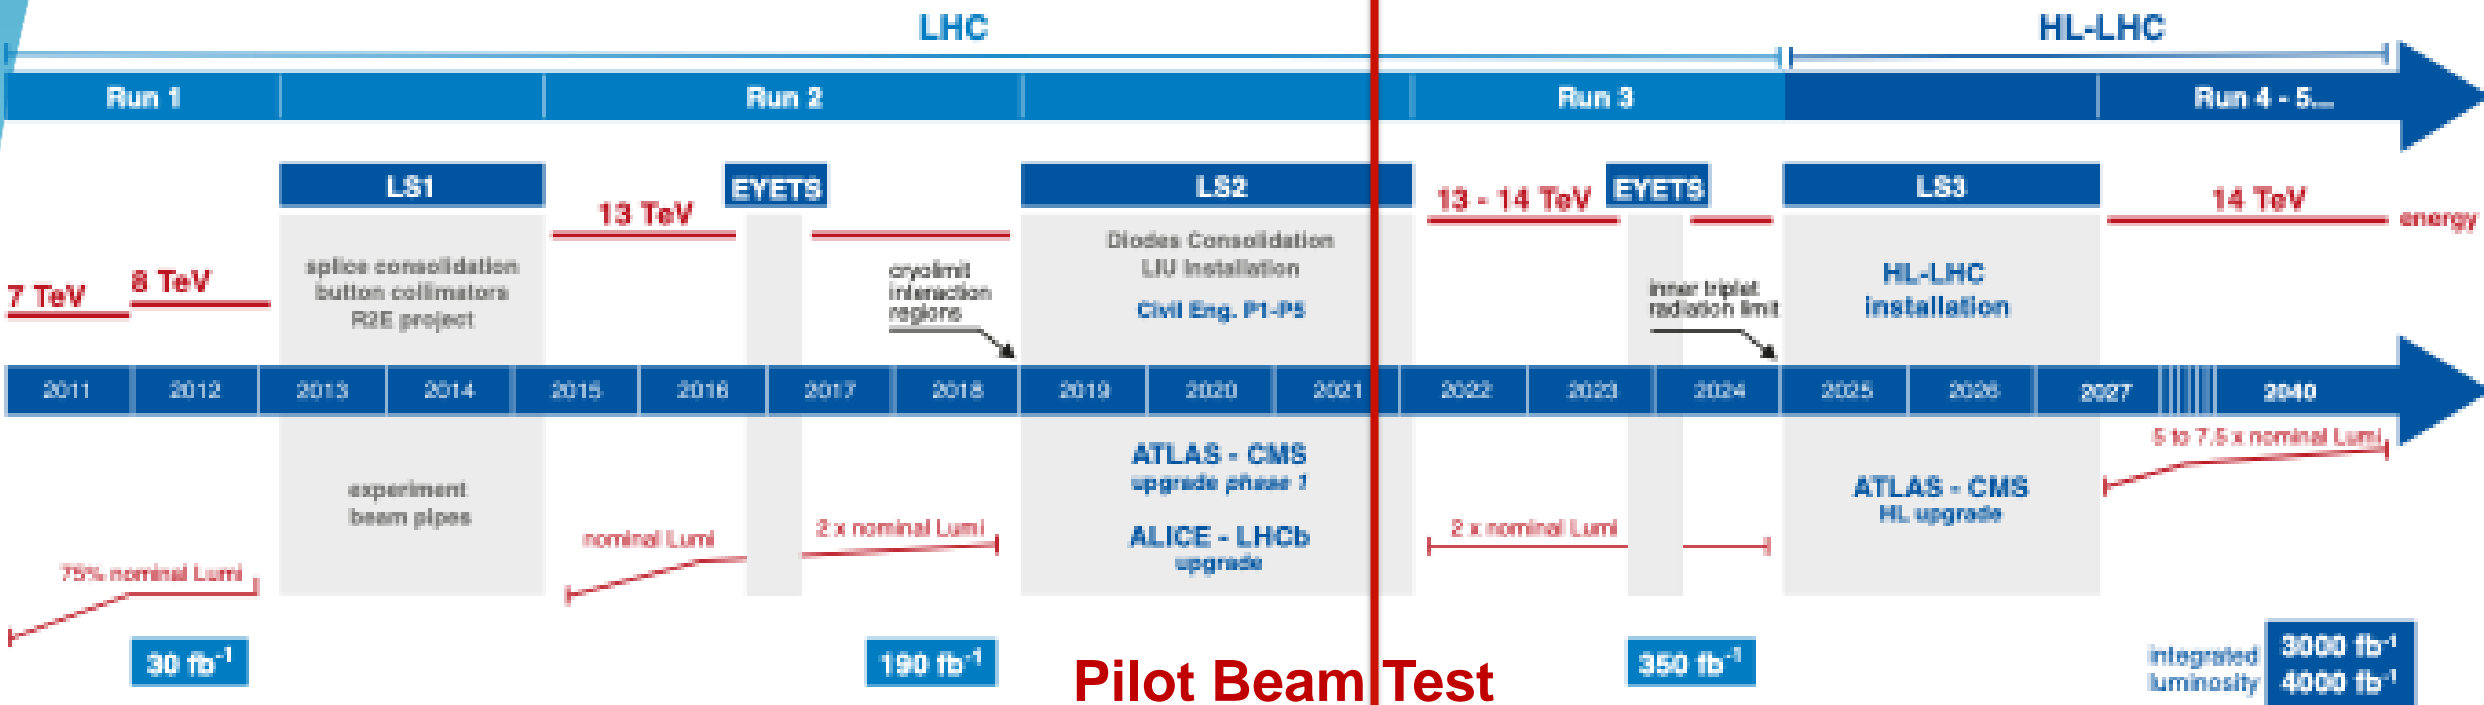 LHC
HL-LHC
Run 1
Run 2
Run 3
Run 4 - 5...
LS1
EYETS
LS2
EYETS
LS3
13 TeV
13 - 14 TeV
14 TeV
energy
7 TeV
8 TeV
splice consolidation
button collimators
R2E project
cryolimit
interaction
regions
Diodes Consolidation
LIU Installation
Civil Eng. P1-P5
inner triplet
radiation limit
HL-LHC
installation
2011
2012
2013
2014
2015
2016
2017
2018
2019
2020
2021
2022
2023
2024
2025
2026
2027
2040
experiment
beam pipes
75% nominal Lumi
nominal Lumi
2 x nominal Lumi
ATLAS - CMS
upgrade phase 1
ALICE - LHCb
upgrade
2 x nominal Lumi
ATLAS - CMS
HL upgrade
5 to 7.5 x nominal Lumi
30 fb⁻¹
190 fb⁻¹
Pilot Beam Test
350 fb⁻¹
integrated
luminosity
3000 fb⁻¹
4000 fb⁻¹